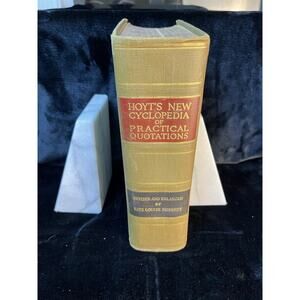 HOYT'S NEW
CYCLOPEDIA
OF
PRACTICAL
QUOTATIONS
REVISED AND ENLARGED
BY
KATE LOUISE ROBERTS